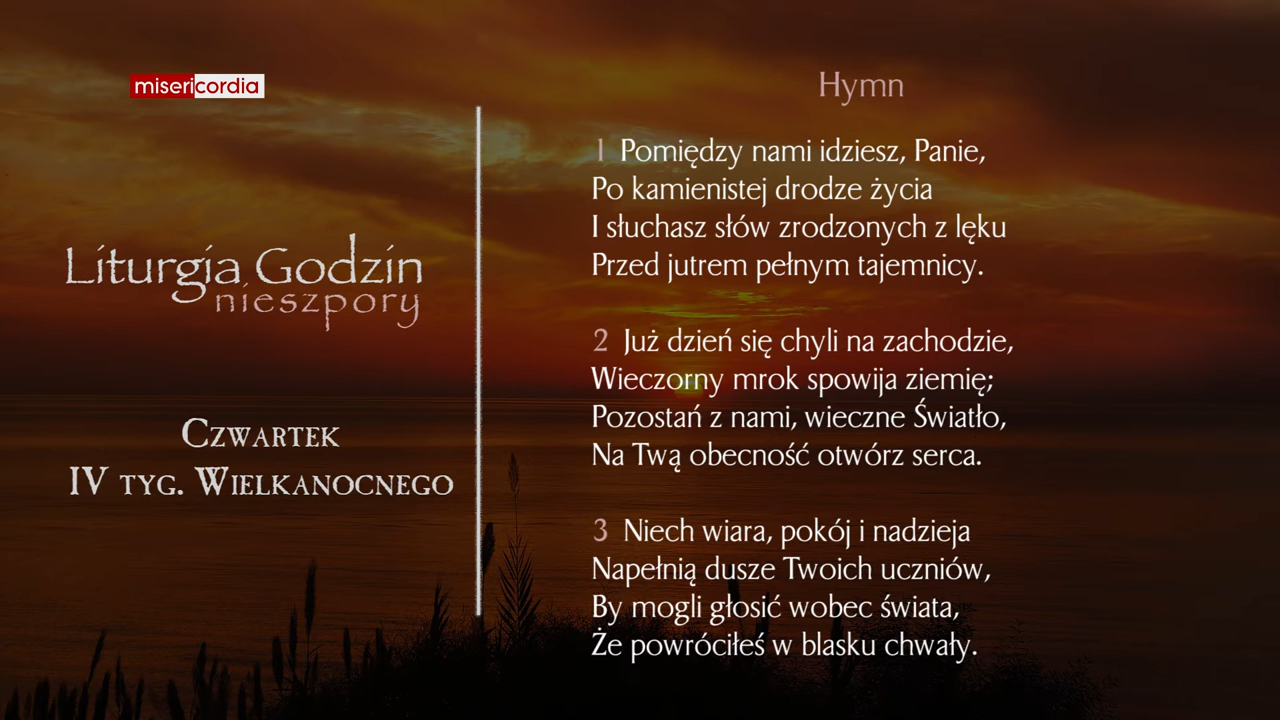 misericordia
Liturgia Godzin
nieszpory
Czwartek
IV tyg. Wielkanocnego
Hymn
1 Pomiędzy nami idziesz, Panie,
Po kamienistej drodze życia
I słuchasz słów zrodzonych z lęku
Przed jutrem pełnym tajemnicy.
2 Już dzień się chyli na zachodzie,
Wieczorny mrok spowija ziemię;
Pozostań z nami, wieczne Światło,
Na Twą obecność otwórz serca.
3 Niech wiara, pokój i nadzieja
Napełnią dusze Twoich uczniów,
By mogli głosić wobec świata,
Że powróciłeś w blasku chwały.